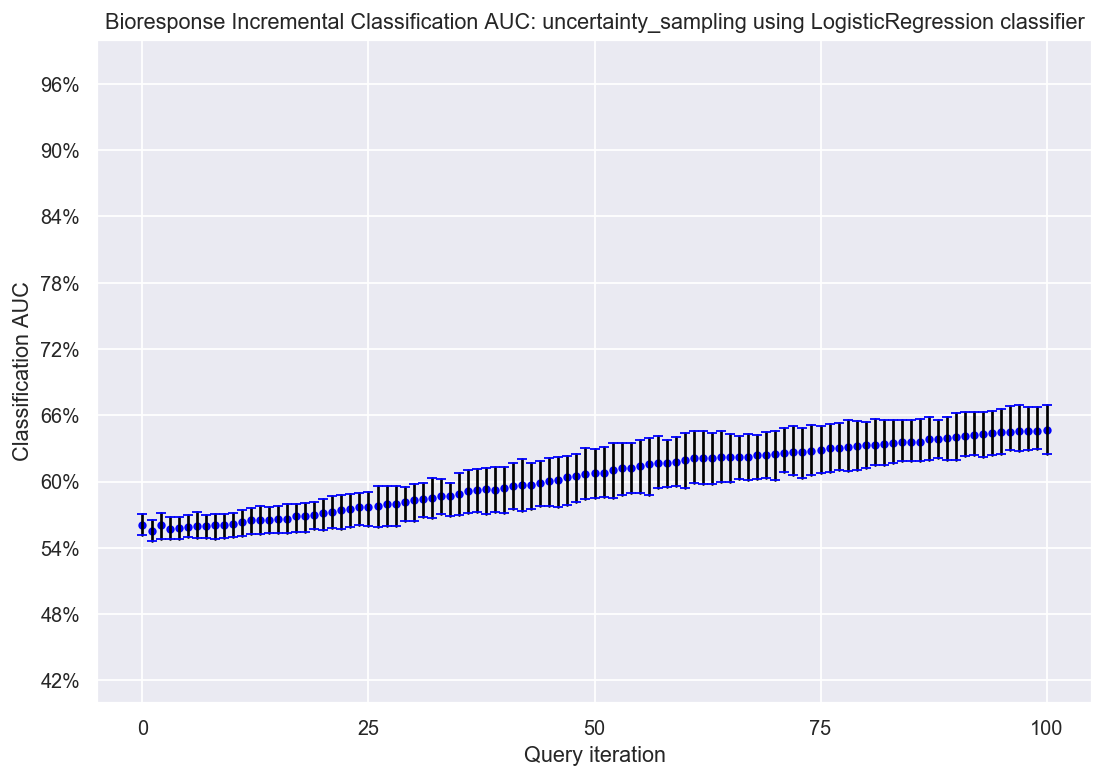 Bioresponse Incremental Classification AUC: uncertainty_sampling using LogisticRegression classifier
96%
90%
84%
78%
72%
66%
60%
54%
48%
42%
Classification AUC
0 25 50 75 100
Query iteration